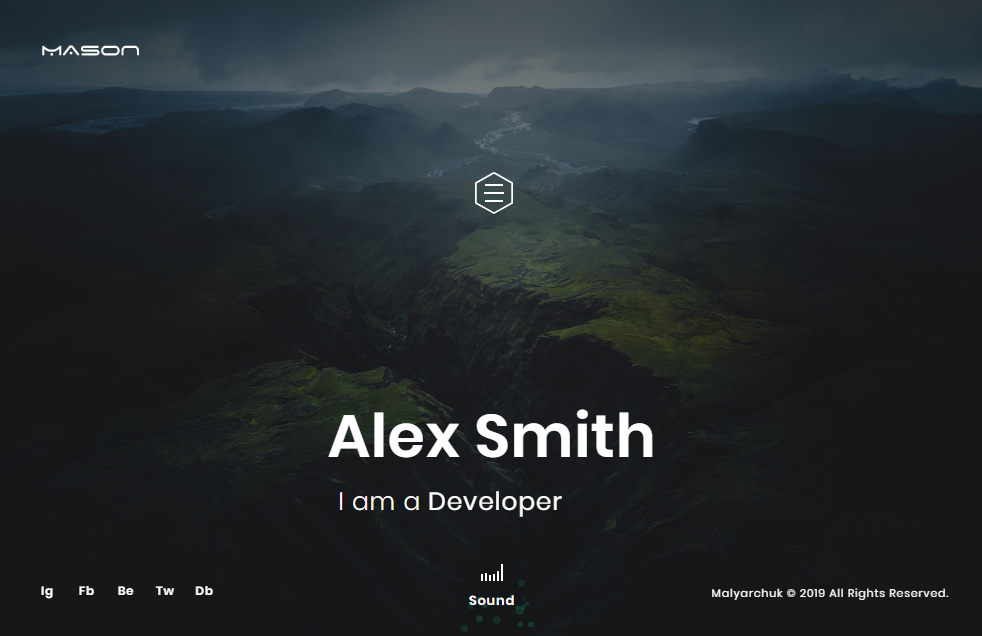 MASON
Alex Smith
I am a Developer
Ig Fb Be Tw Db
Sound
Malyarchuk © 2019 All Rights Reserved.